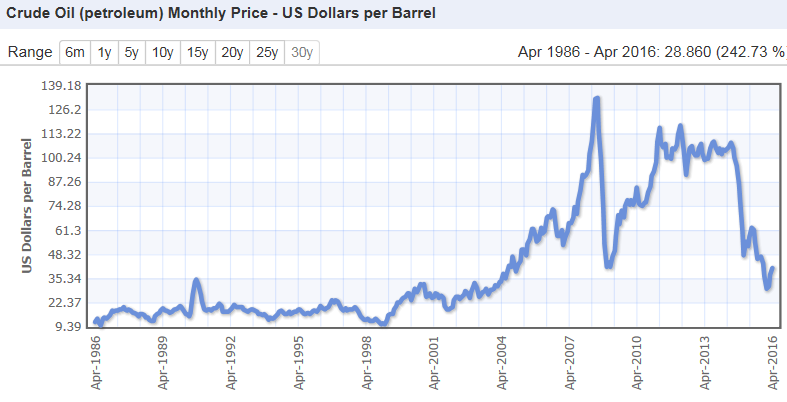 Crude Oil (petroleum) Monthly Price - US Dollars per Barrel
Range 6m 1y 5y 10y 15y 20y 25y 30y Apr 1986 - Apr 2016: 28.860 (242.73 %
139.18
126.2
113.22
100.24
87.26
74.28
61.3
48.32
35.34
22.37
9.39
US Dollars per Barrel
Apr-1986 Apr-1989 Apr-1992 Apr-1995 Apr-1998 Apr-2001 Apr-2004 Apr-2007 Apr-2010 Apr-2013 Apr-2016